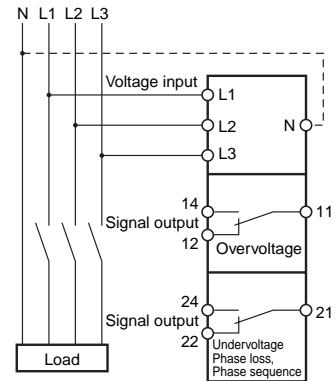 N L1 L2 L3
Voltage input
L1
L2
N
L3
14
11
Signal output
12
Overvoltage
24
21
Signal output
22
Undervoltage
Phase loss,
Phase sequence
Load